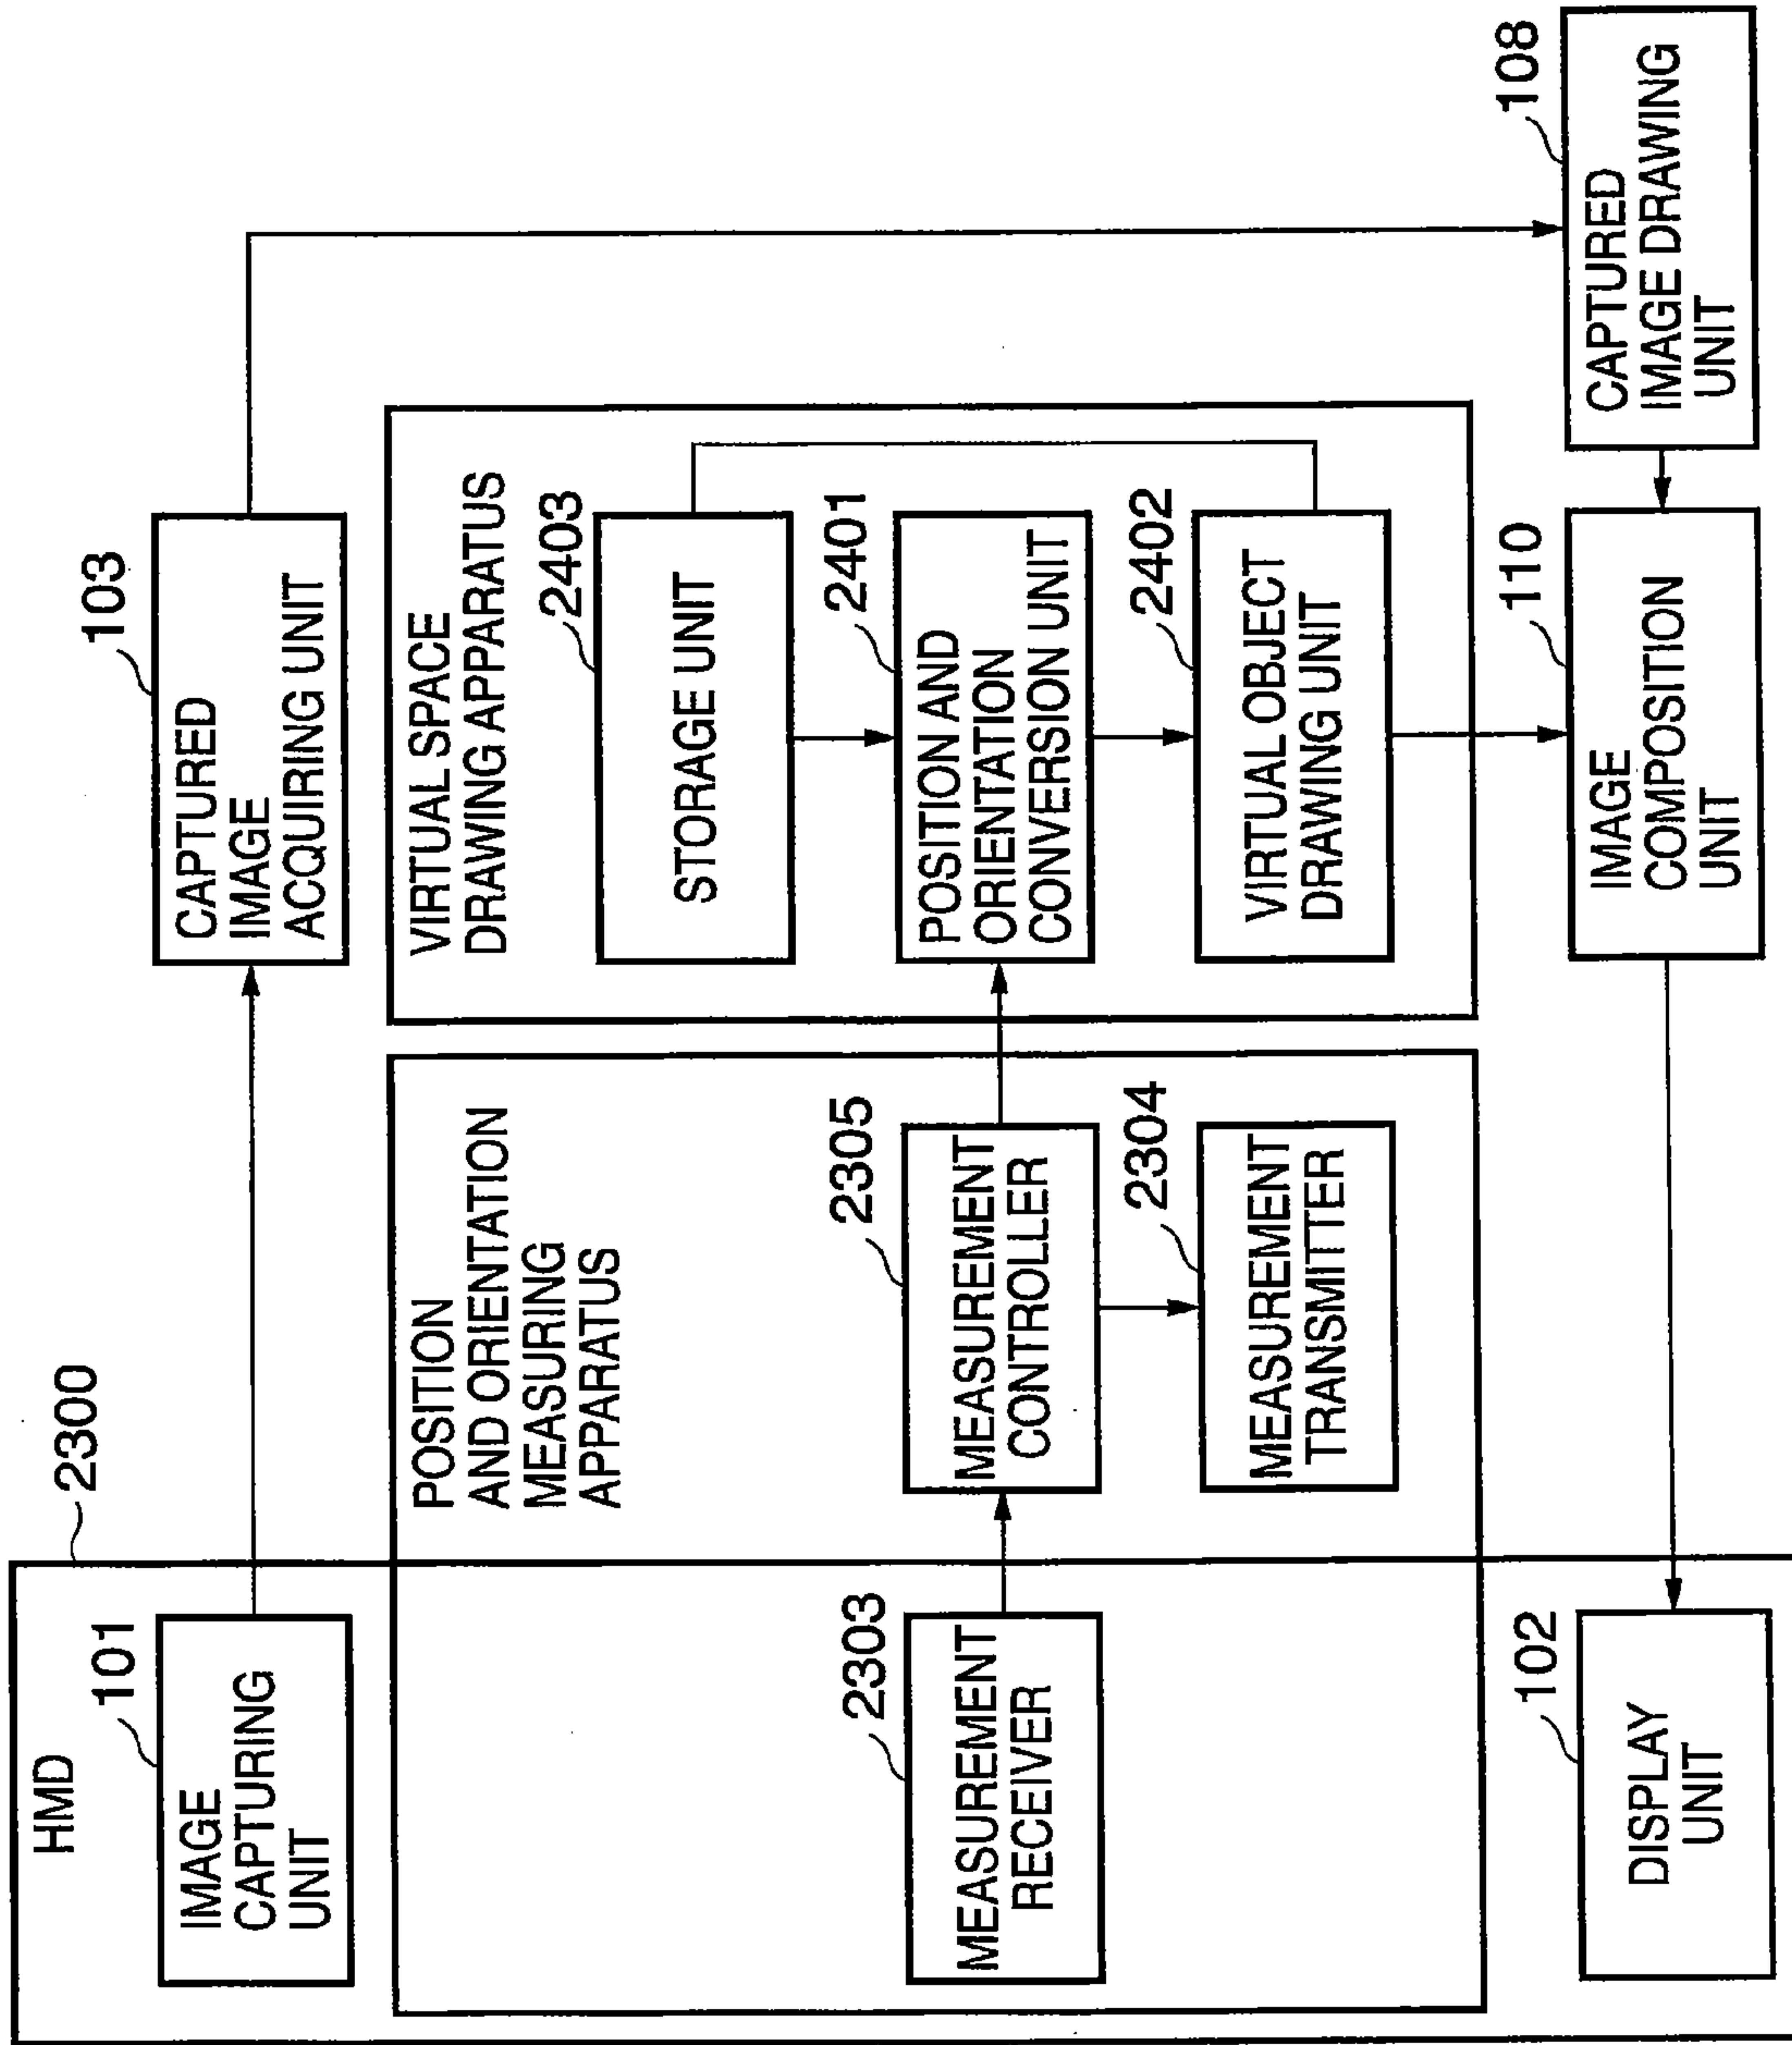 HMD
2300
101
IMAGE
CAPTURING
UNIT
103
CAPTURED
IMAGE
ACQUIRING UNIT
POSITION
AND ORIENTATION
MEASURING
APPARATUS
VIRTUAL SPACE
DRAWING APPARATUS
2403
STORAGE UNIT
2303
MEASUREMENT
RECEIVER
2305
MEASUREMENT
CONTROLLER
2401
POSITION AND
ORIENTATION
CONVERSION UNIT
2304
MEASUREMENT
TRANSMITTER
2402
VIRTUAL OBJECT
DRAWING UNIT
102
DISPLAY
UNIT
110
IMAGE
COMPOSITION
UNIT
108
CAPTURED
IMAGE DRAWING
UNIT